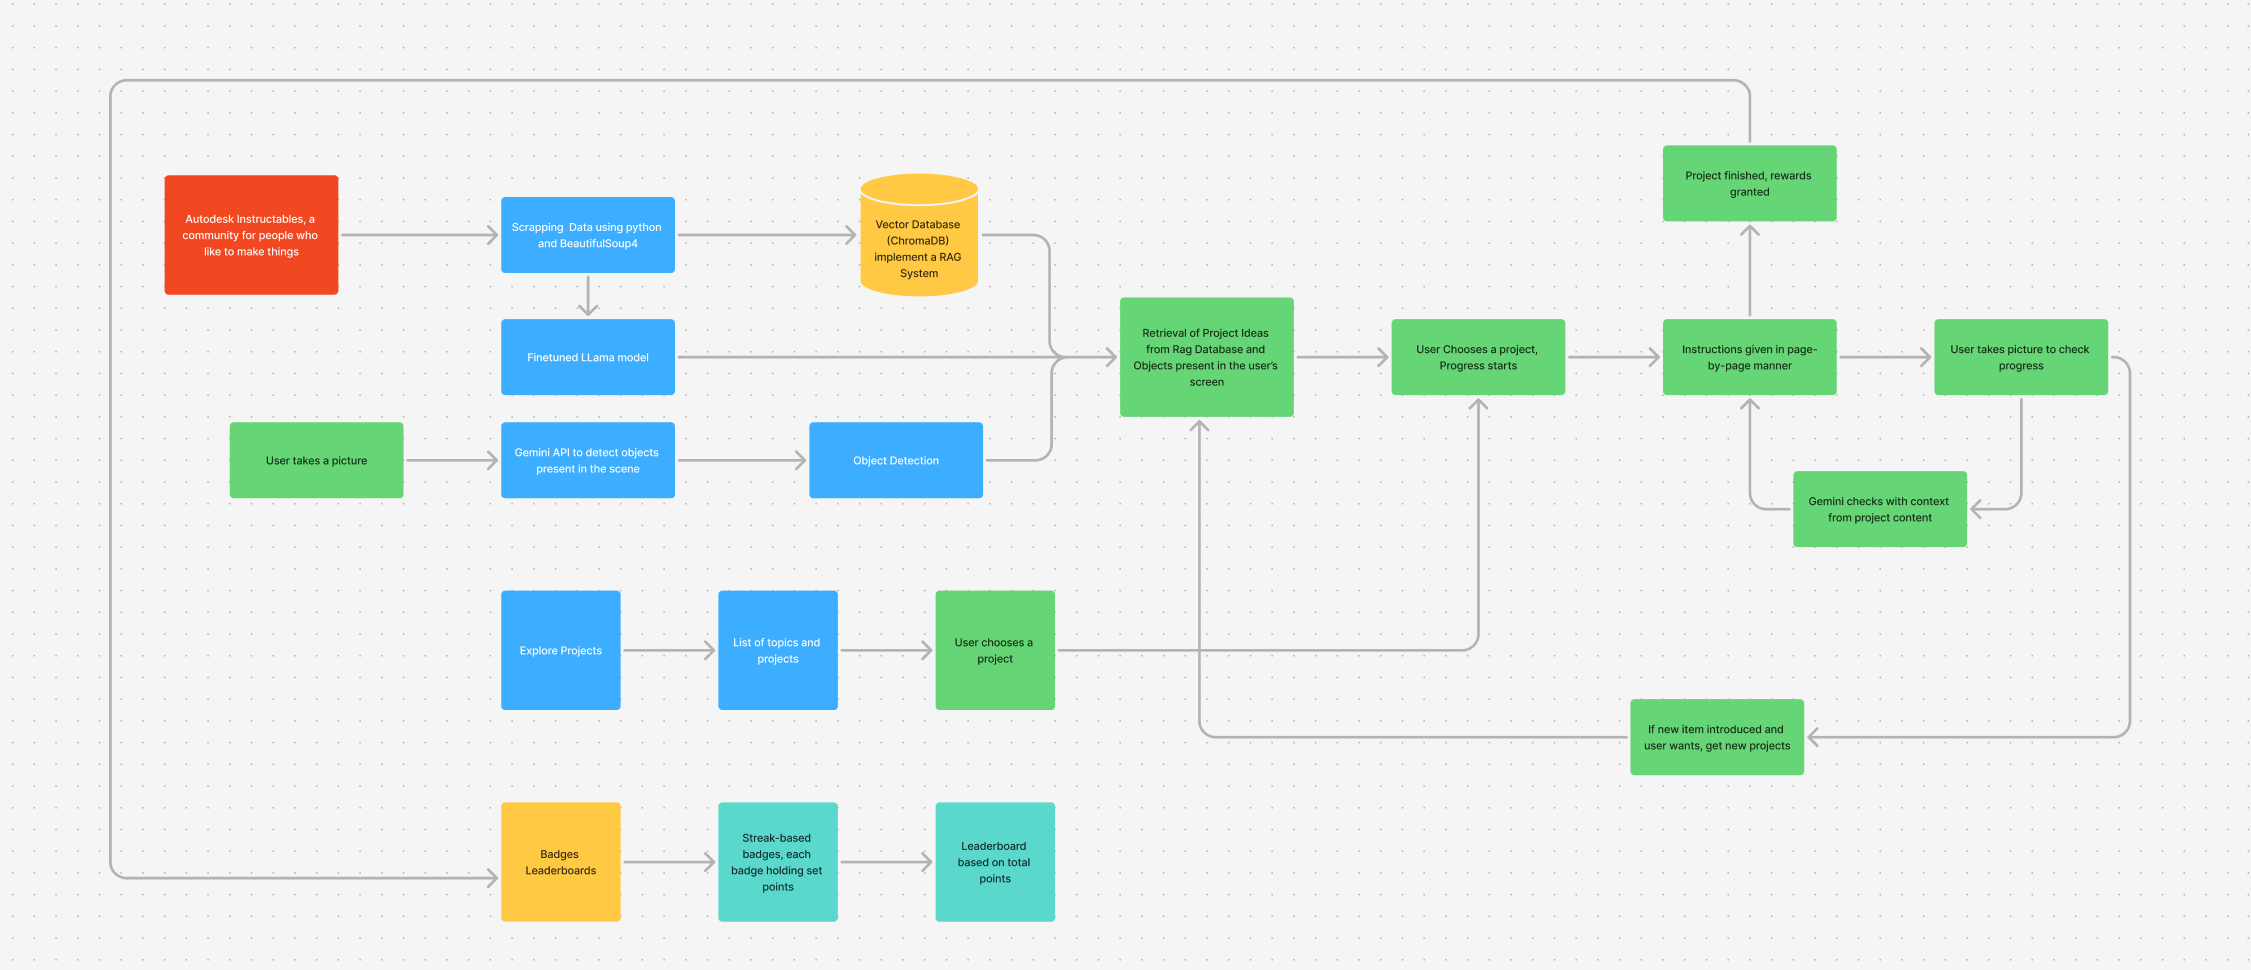 Project finished, rewards
granted
Autodesk Instructables, a
community for people who
like to make things
Scrapping  Data using python
and BeautifulSoup4
Vector Database
(ChromaDB)
implement a RAG
System
Finetuned LLama model
Retrieval of Project Ideas
from Rag Database and
Objects present in the user's
screen
User Chooses a project,
Progress starts
Instructions given in page-
by-page manner
User takes picture to check
progress
User takes a picture
Gemini API to detect objects
present in the scene
Object Detection
Gemini checks with context
from project content
Explore Projects
List of topics and
projects
User chooses a
project
If new item introduced and
user wants, get new projects
Badges
Leaderboards
Streak-based
badges, each
badge holding set
points
Leaderboard
based on total
points